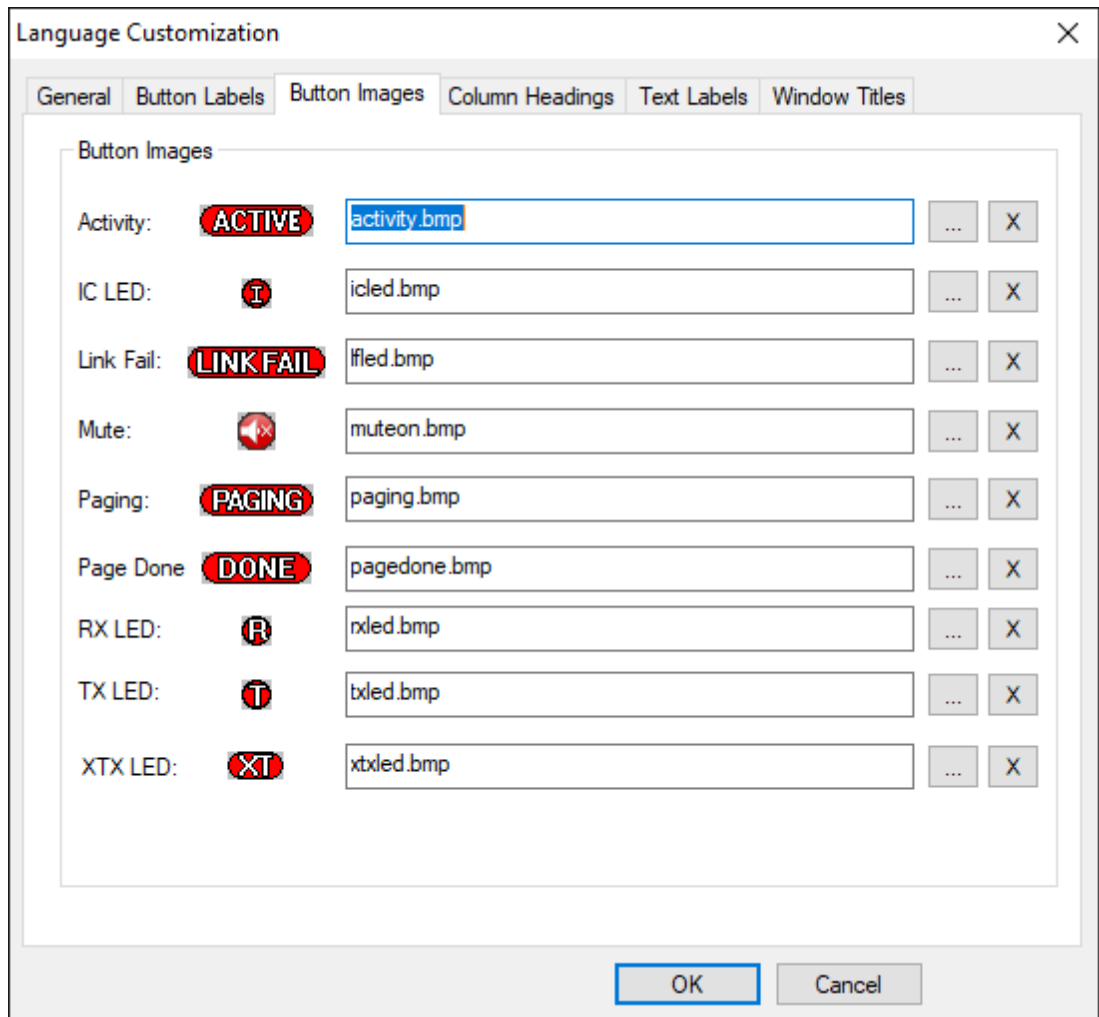 Language Customization
General Button Labels Button Images Column Headings Text Labels Window Titles
Button Images
Activity: ACTIVE activity.bmp ... X
IC LED: I icled.bmp ... X
Link Fail: LINK FAIL lfled.bmp ... X
Mute: muteon.bmp ... X
Paging: PAGING paging.bmp ... X
Page Done DONE pagedone.bmp ... X
RX LED: R rxled.bmp ... X
TX LED: T txled.bmp ... X
XTX LED: XT xtxled.bmp ... X
OK Cancel